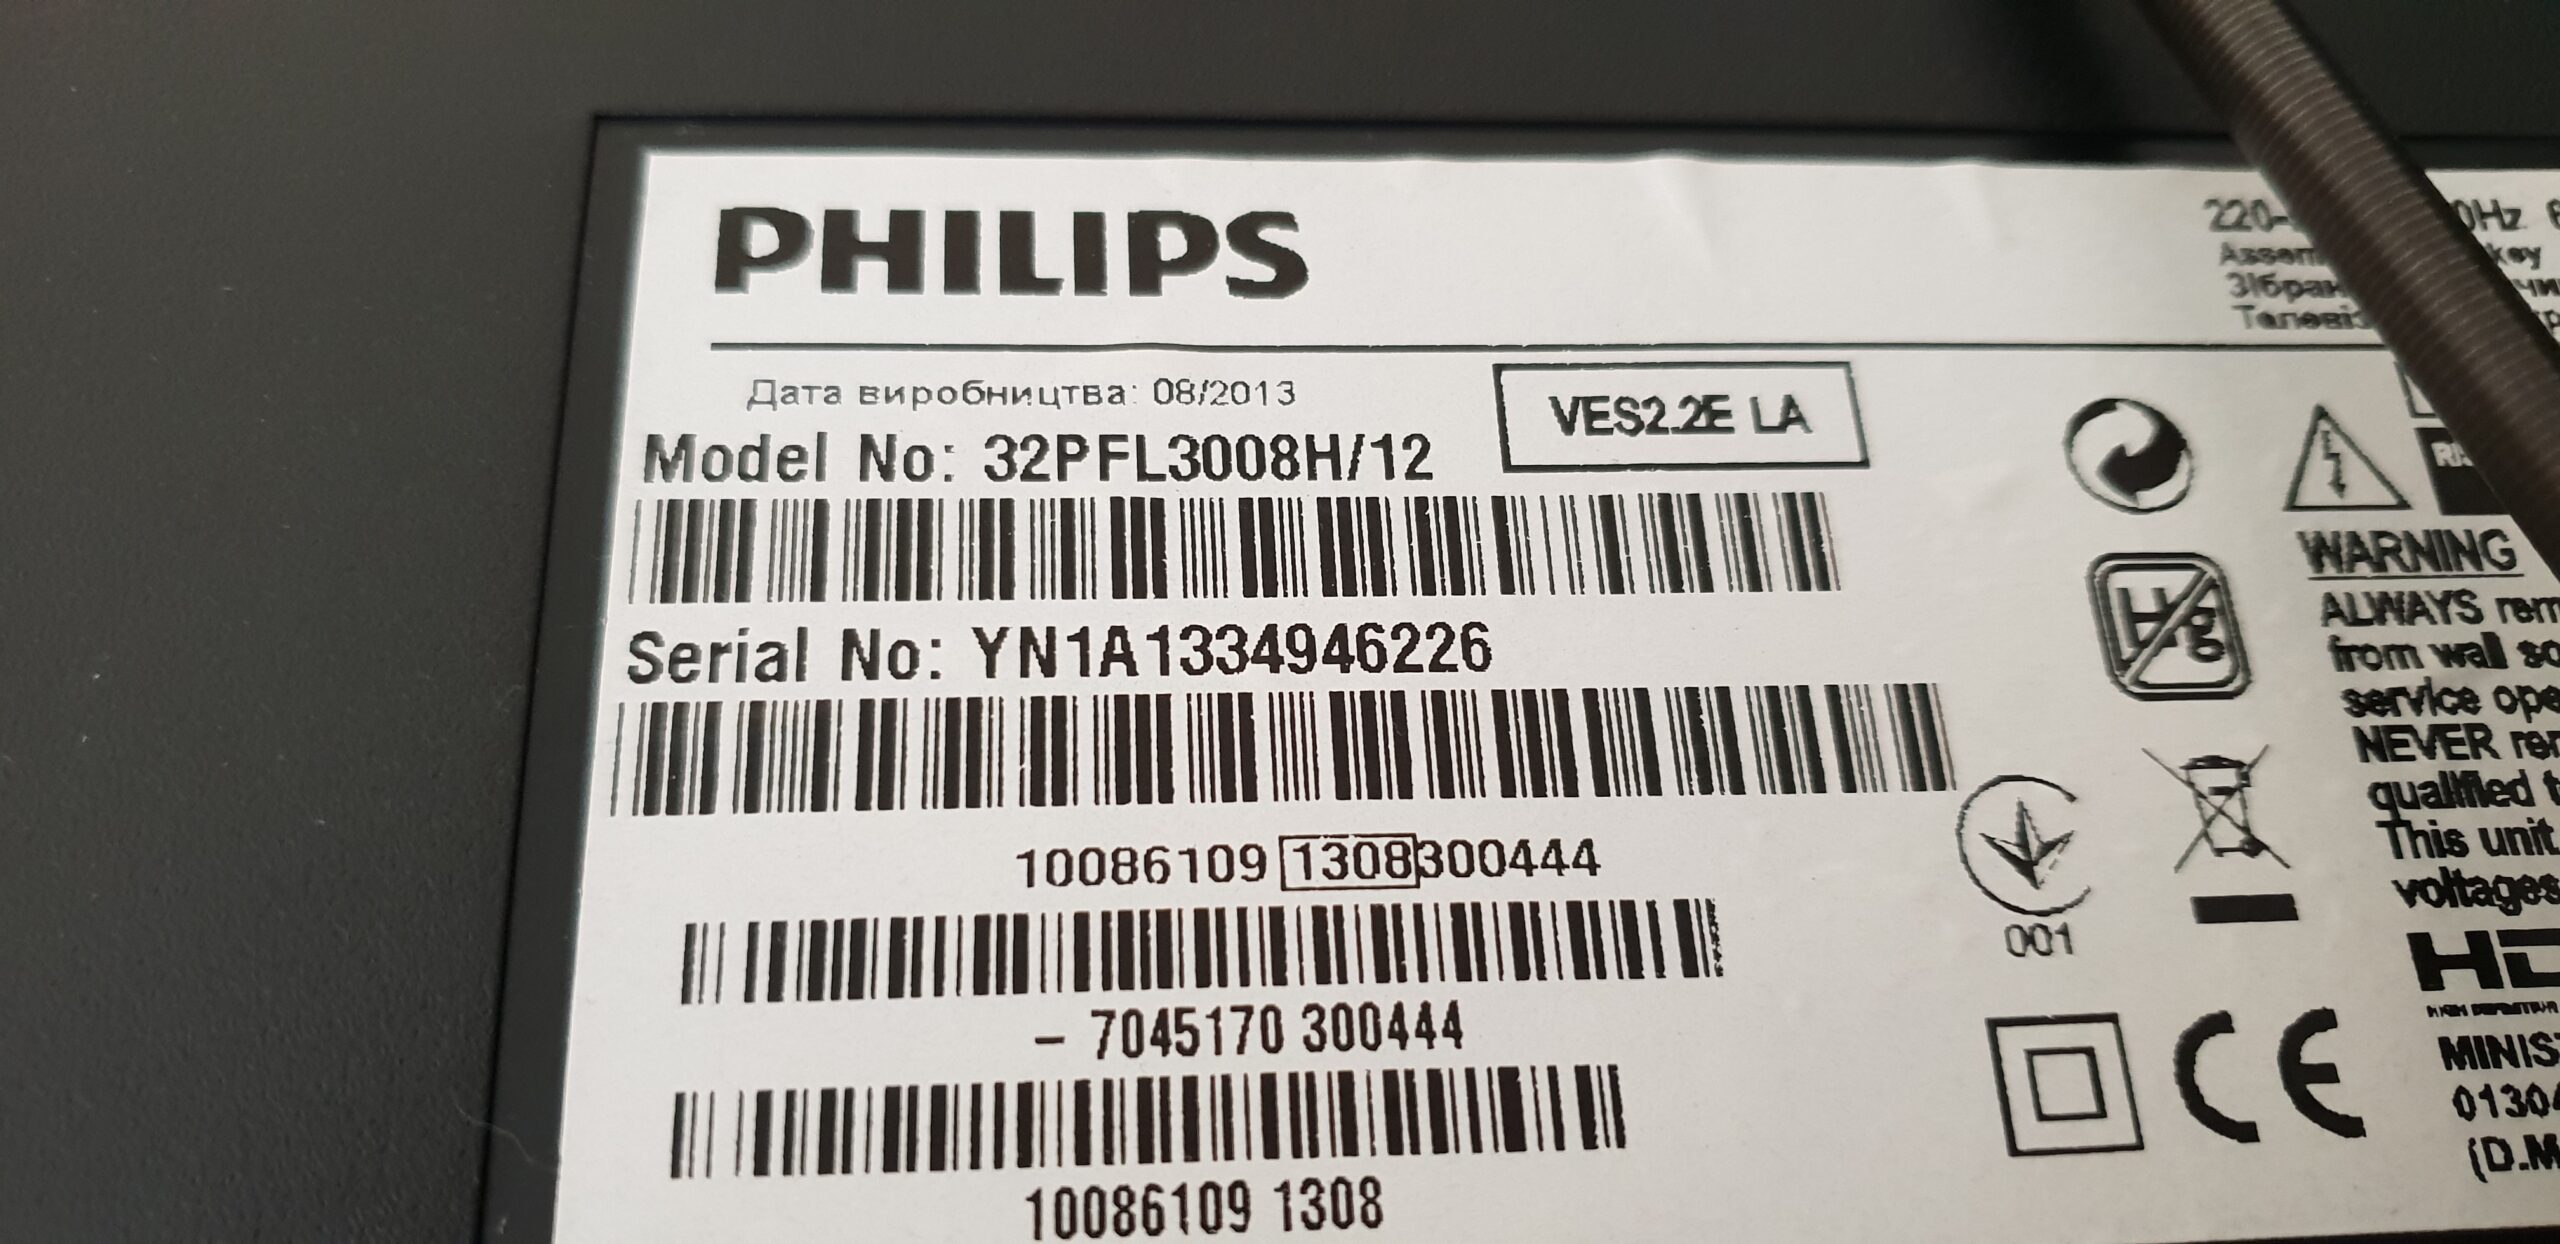 PHILIPS
Дата виробництва: 08/2013
Model No: 32PFL3008H/12
VES2.2E LA
Serial No: YN1A1334946226
10086109 1308300444
- 7045170 300444
10086109 1308
Hg
001
CE
WARNING
ALWAYS
from wall
service
NEVER
qualified
This unit
voltages